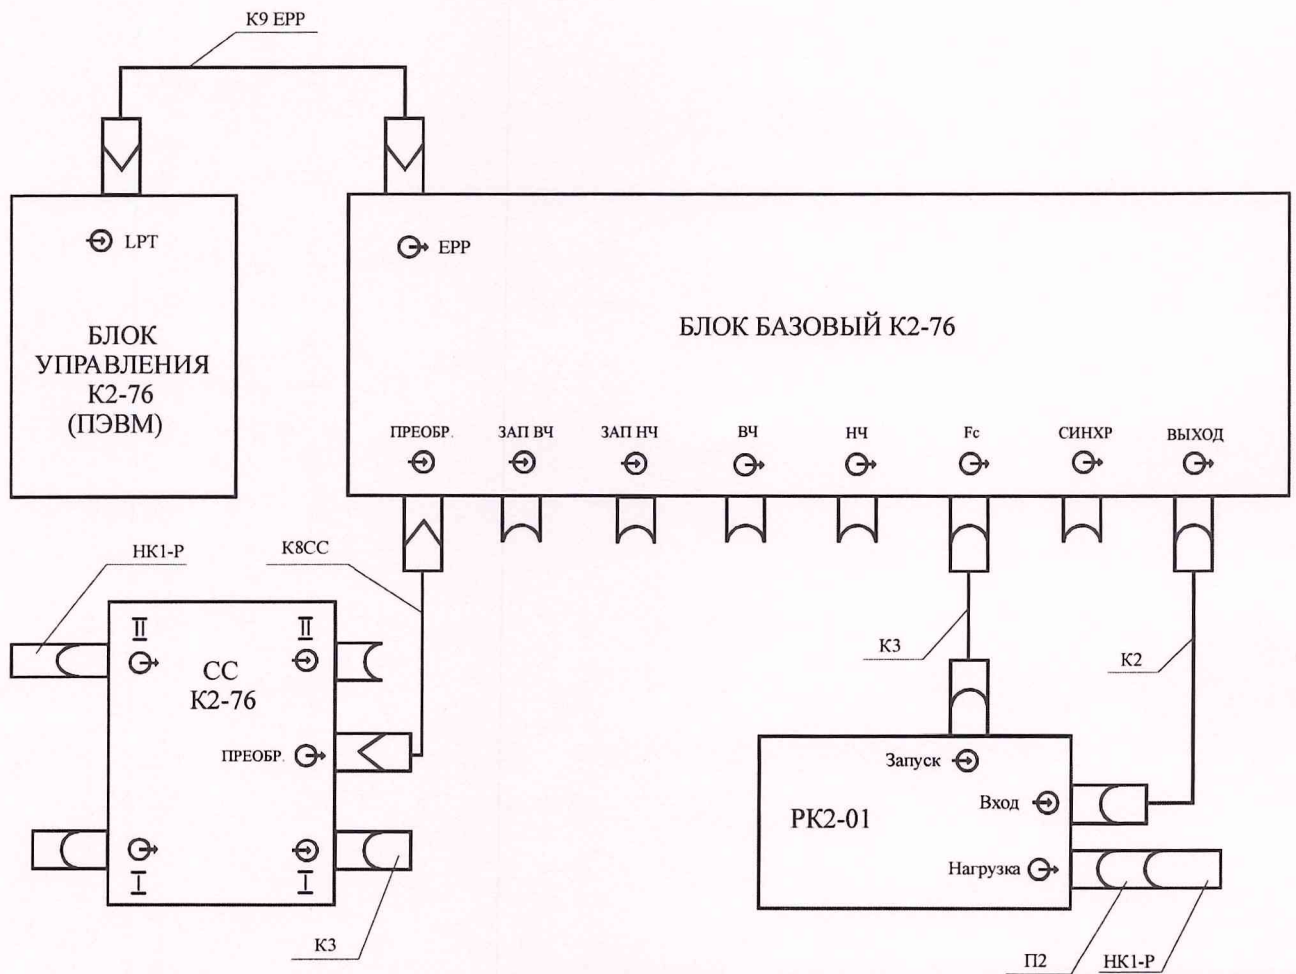 К9 EPP
LPT
EPP
БЛОК
УПРАВЛЕНИЯ
К2-76
(ПЭВМ)
БЛОК БАЗОВЫЙ К2-76
ПРЕОБР.
ЗАП ВЧ
ЗАП НЧ
ВЧ
НЧ
Fc
СИНХР
ВЫХОД
НК1-Р
К8СС
II
II
СС
К2-76
ПРЕОБР.
I
I
К3
К3
К2
Запуск
Вход
РК2-01
Нагрузка
П2
НК1-Р